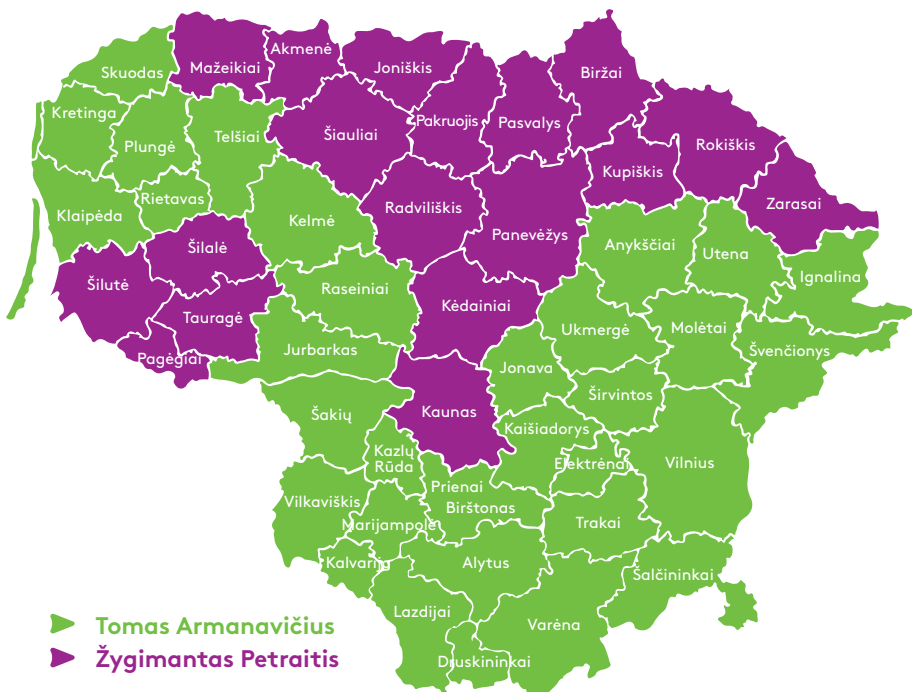 Skuodas
Mažeikiai
Akmenė
Joniškis
Biržai
Kretinga
Plungė
Telšiai
Šiauliai
Pakruojis
Pasvalys
Rokiškis
Kupiškis
Klaipėda
Rietavas
Kelmė
Radviliškis
Panevėžys
Zarasai
Anykščiai
Utena
Ignalina
Šilutė
Šilalė
Raseiniai
Kėdainiai
Tauragė
Ukmergė
Molėtai
Švenčionys
Pagėgiai
Jurbarkas
Jonava
Širvintos
Šakių
Kaunas
Kaišiadorys
Kazlų
Rūda
Elektrėnai
Vilnius
Prienai
Birštonas
Vilkaviškis
Marijampolė
Trakai
Kalvarija
Alytus
Šalčininkai
Lazdijai
Varėna
Druskininkai
Tomas Armanavičius
Žygimantas Petraitis